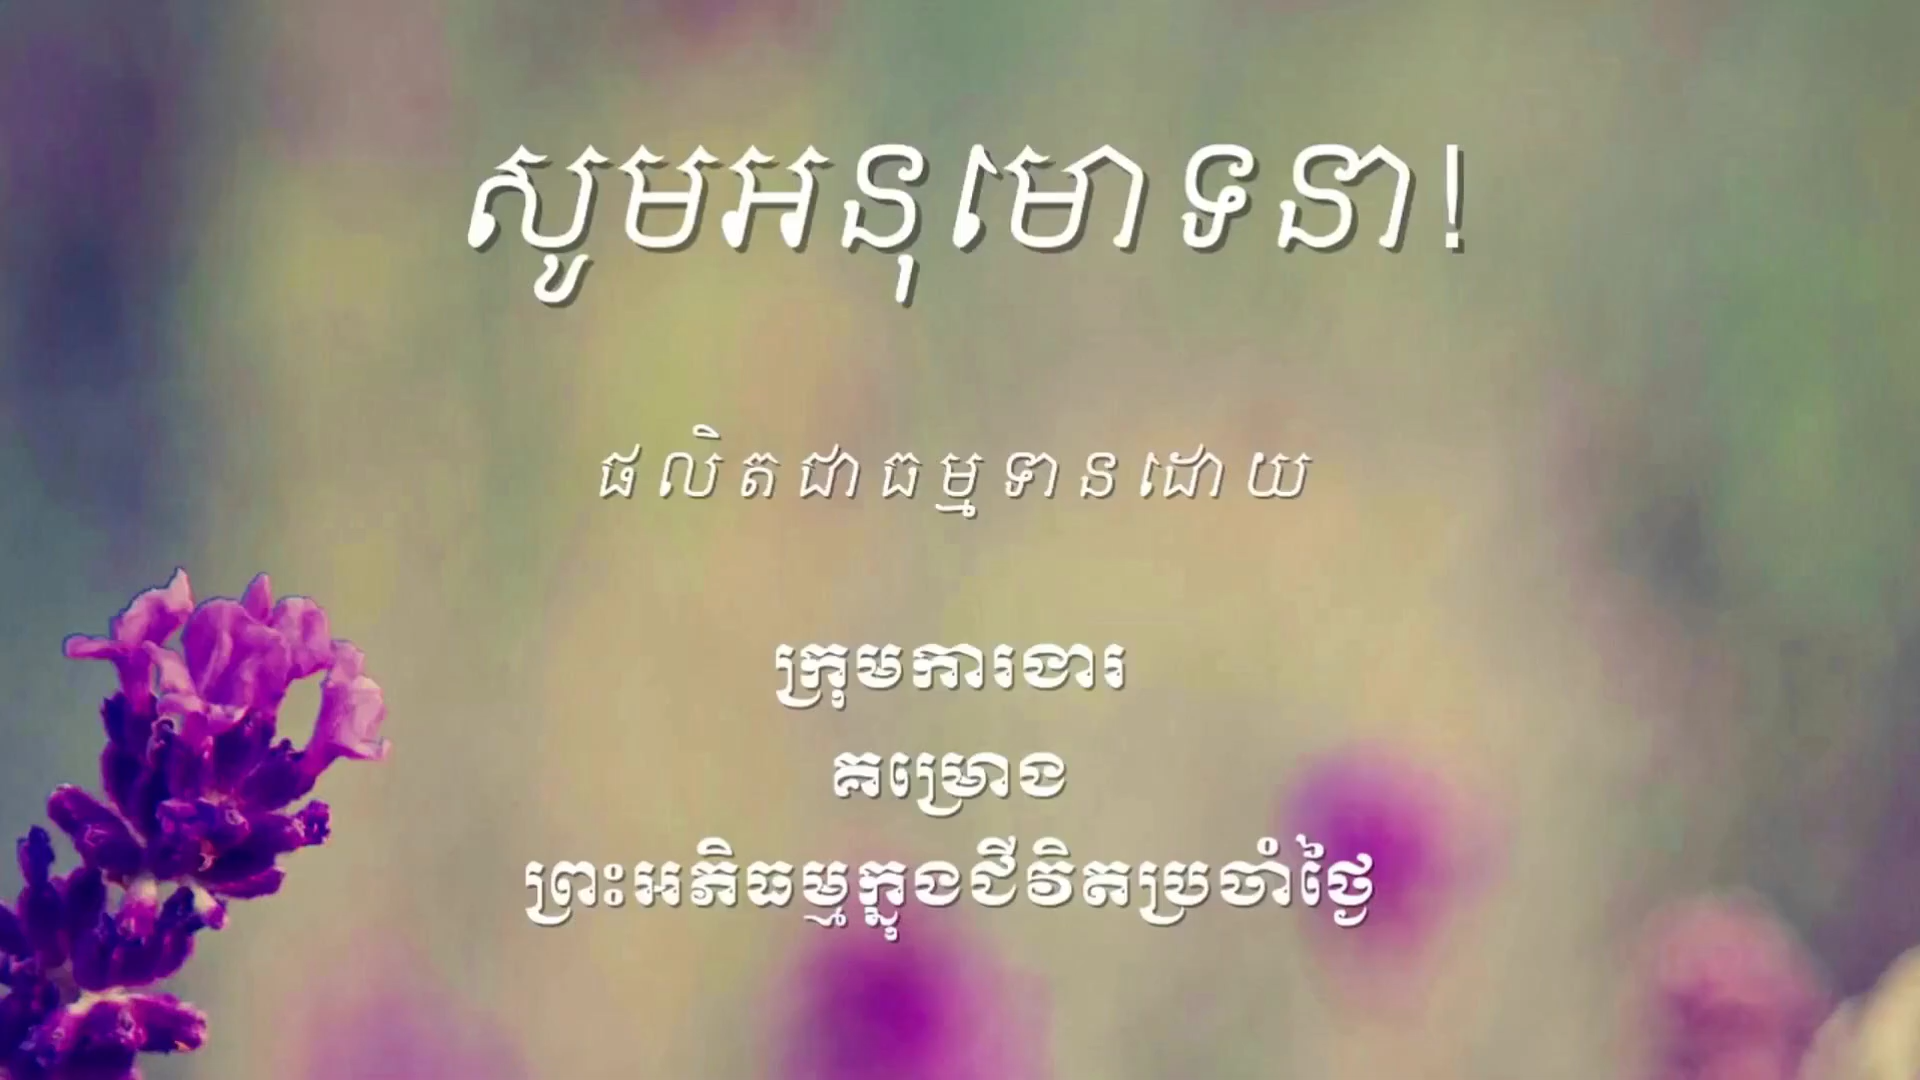 សូមអនុមោទនា!
ផលិតជាធម្មទានដោយ
ក្រុមការងារ
គម្រោង
ព្រះអភិធម្មក្នុងជីវិតប្រចាំថ្ងៃ